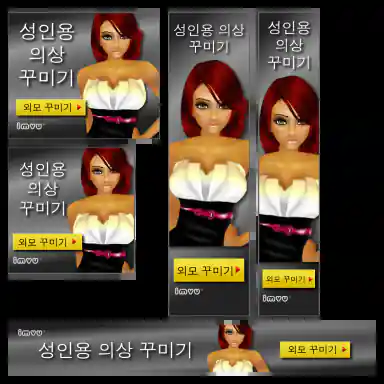 성인용
의상
꾸미기
외모 꾸미기
imvu
성인용 의상
꾸미기
외모 꾸미기
imvu
성인용
의상
꾸미기
외모 꾸미기
imvu
성인용
의상
꾸미기
외모 꾸미기
imvu
imvu
성인용 의상 꾸미기
외모 꾸미기